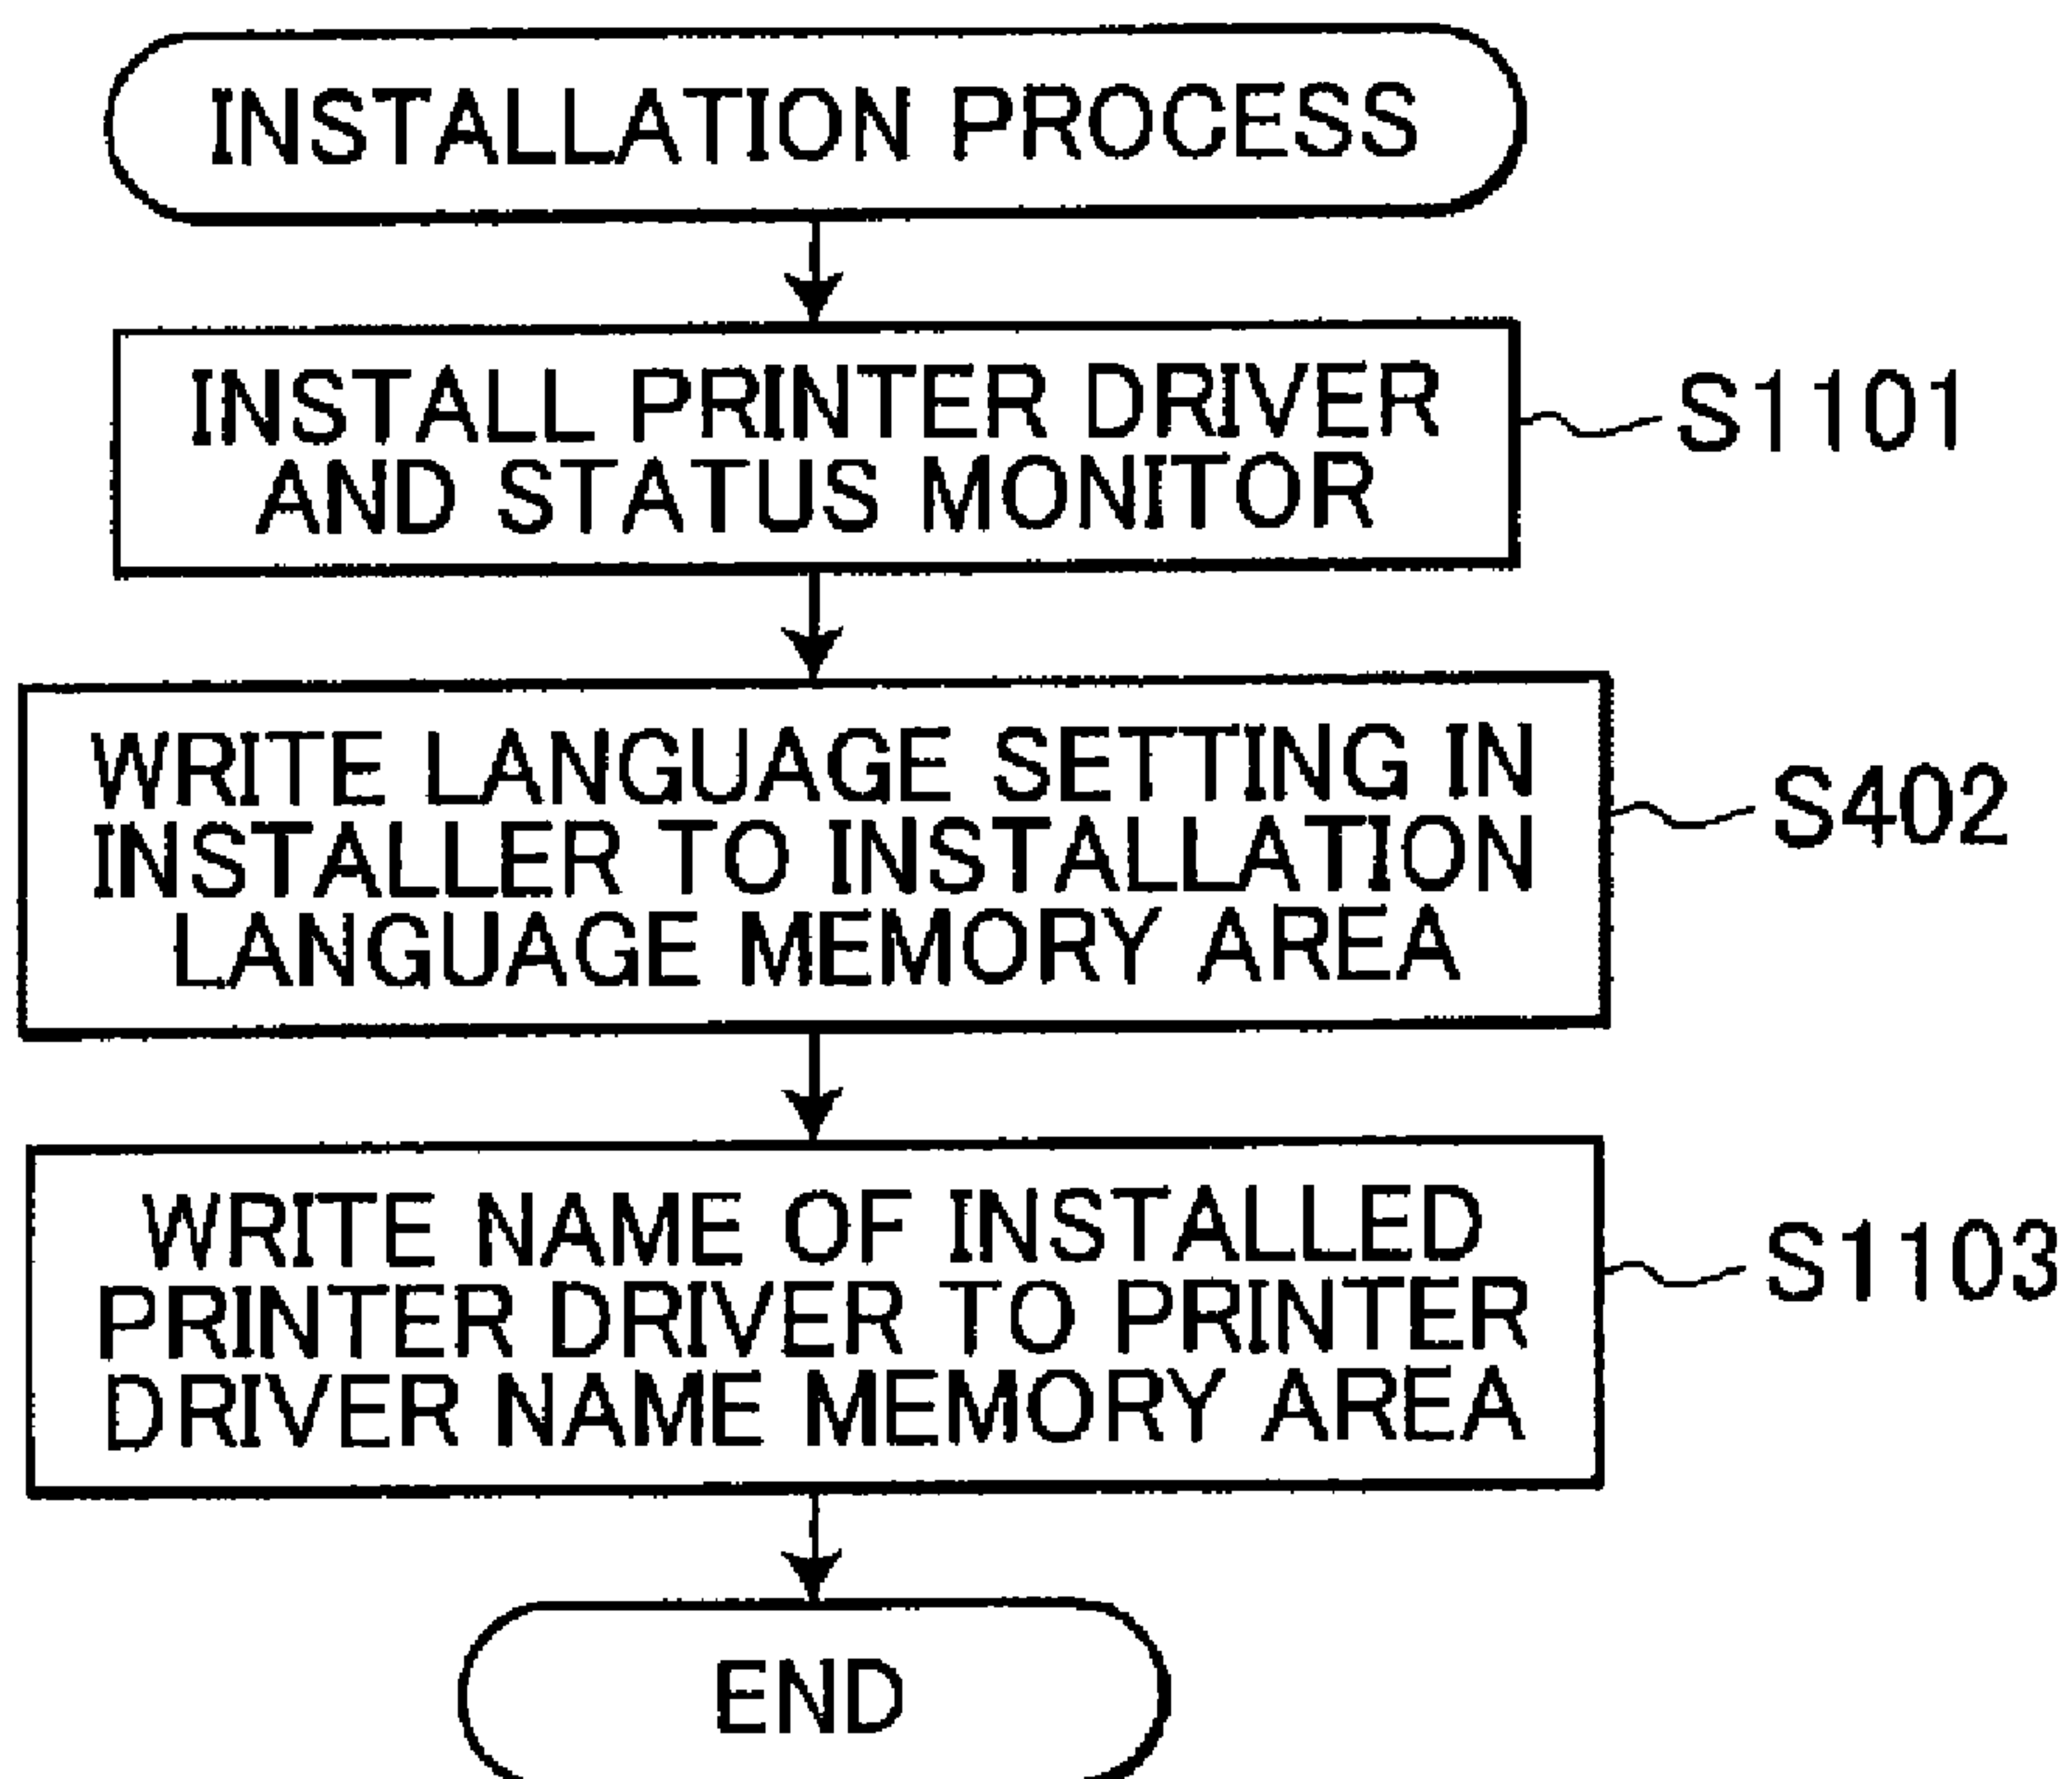 INSTALLATION PROCESS
INSTALL PRINTER DRIVER
AND STATUS MONITOR
S1101
WRITE LANGUAGE SETTING IN
INSTALLER TO INSTALLATION
LANGUAGE MEMORY AREA
S402
WRITE NAME OF INSTALLED
PRINTER DRIVER TO PRINTER
DRIVER NAME MEMORY AREA
S1103
END